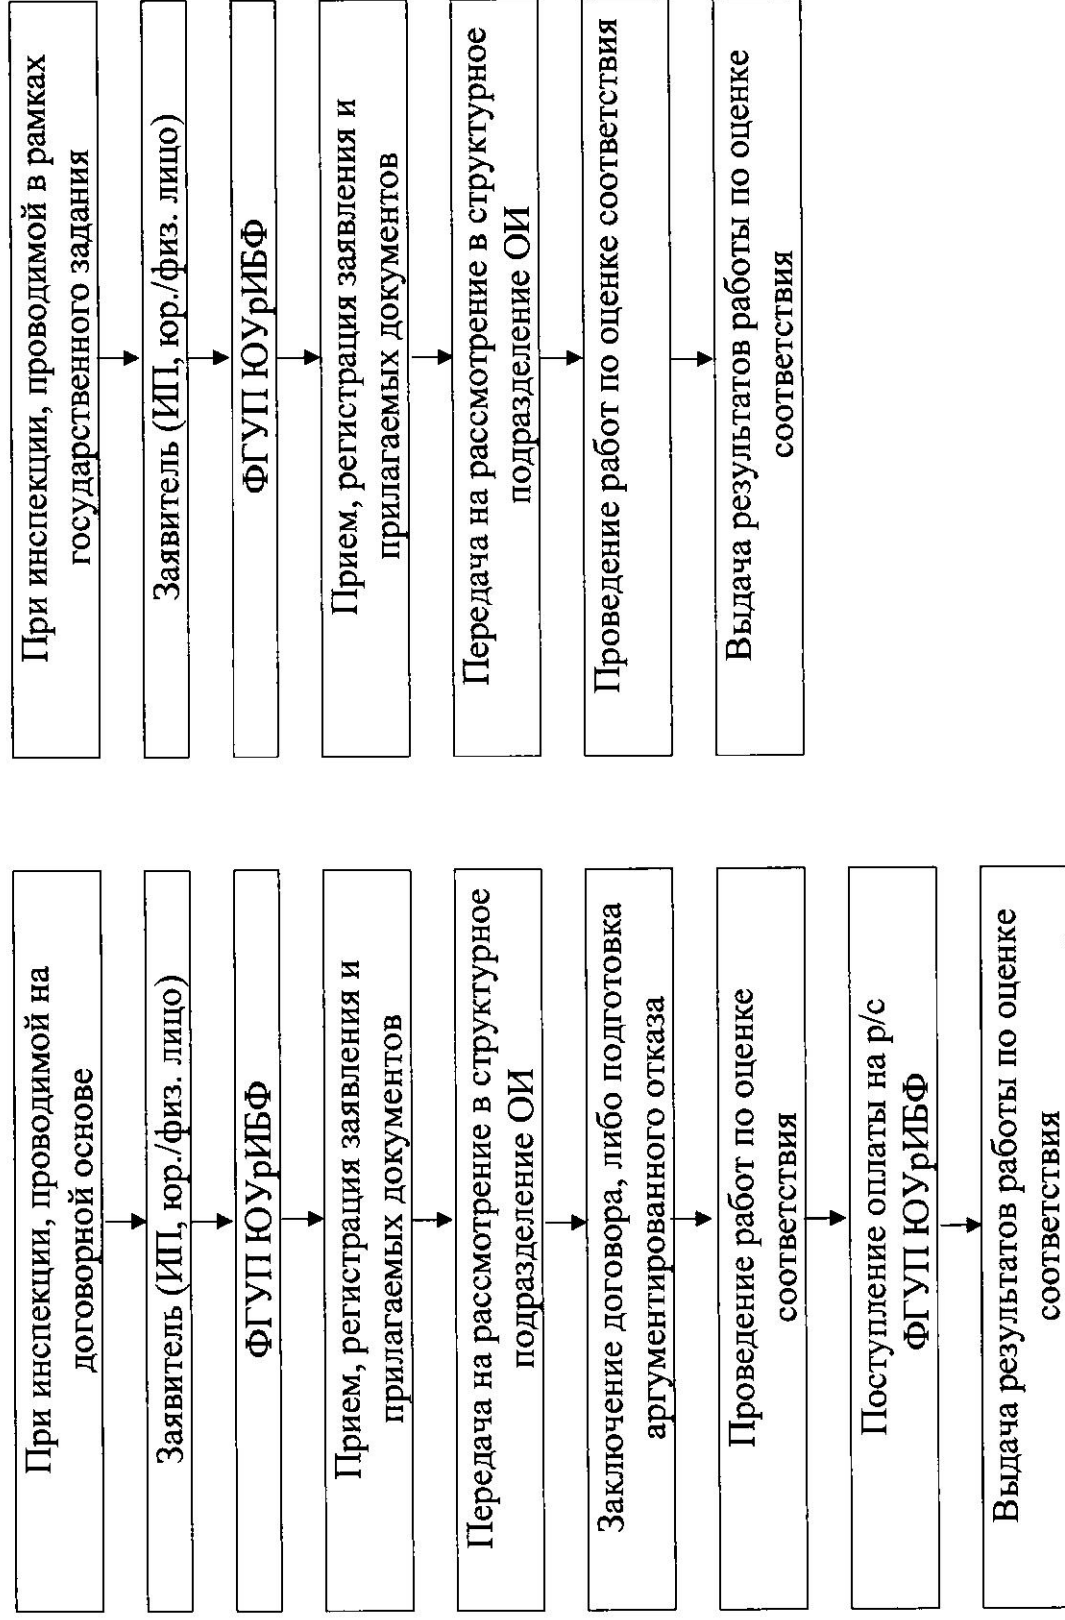 При инспекции, проводимой на
договорной основе
Заявитель (ИП, юр./физ. лицо)
ФГУП ЮУрИБФ
Прием, регистрация заявления и
прилагаемых документов
Передача на рассмотрение в структурное
подразделение ОИ
Заключение договора, либо подготовка
аргументированного отказа
Проведение работ по оценке
соответствия
Поступление оплаты на р/с
ФГУП ЮУрИБФ
Выдача результатов работы по оценке
соответствия
При инспекции, проводимой в рамках
государственного задания
Заявитель (ИП, юр./физ. лицо)
ФГУП ЮУрИБФ
Прием, регистрация заявления и
прилагаемых документов
Передача на рассмотрение в структурное
подразделение ОИ
Проведение работ по оценке соответствия
Выдача результатов работы по оценке
соответствия